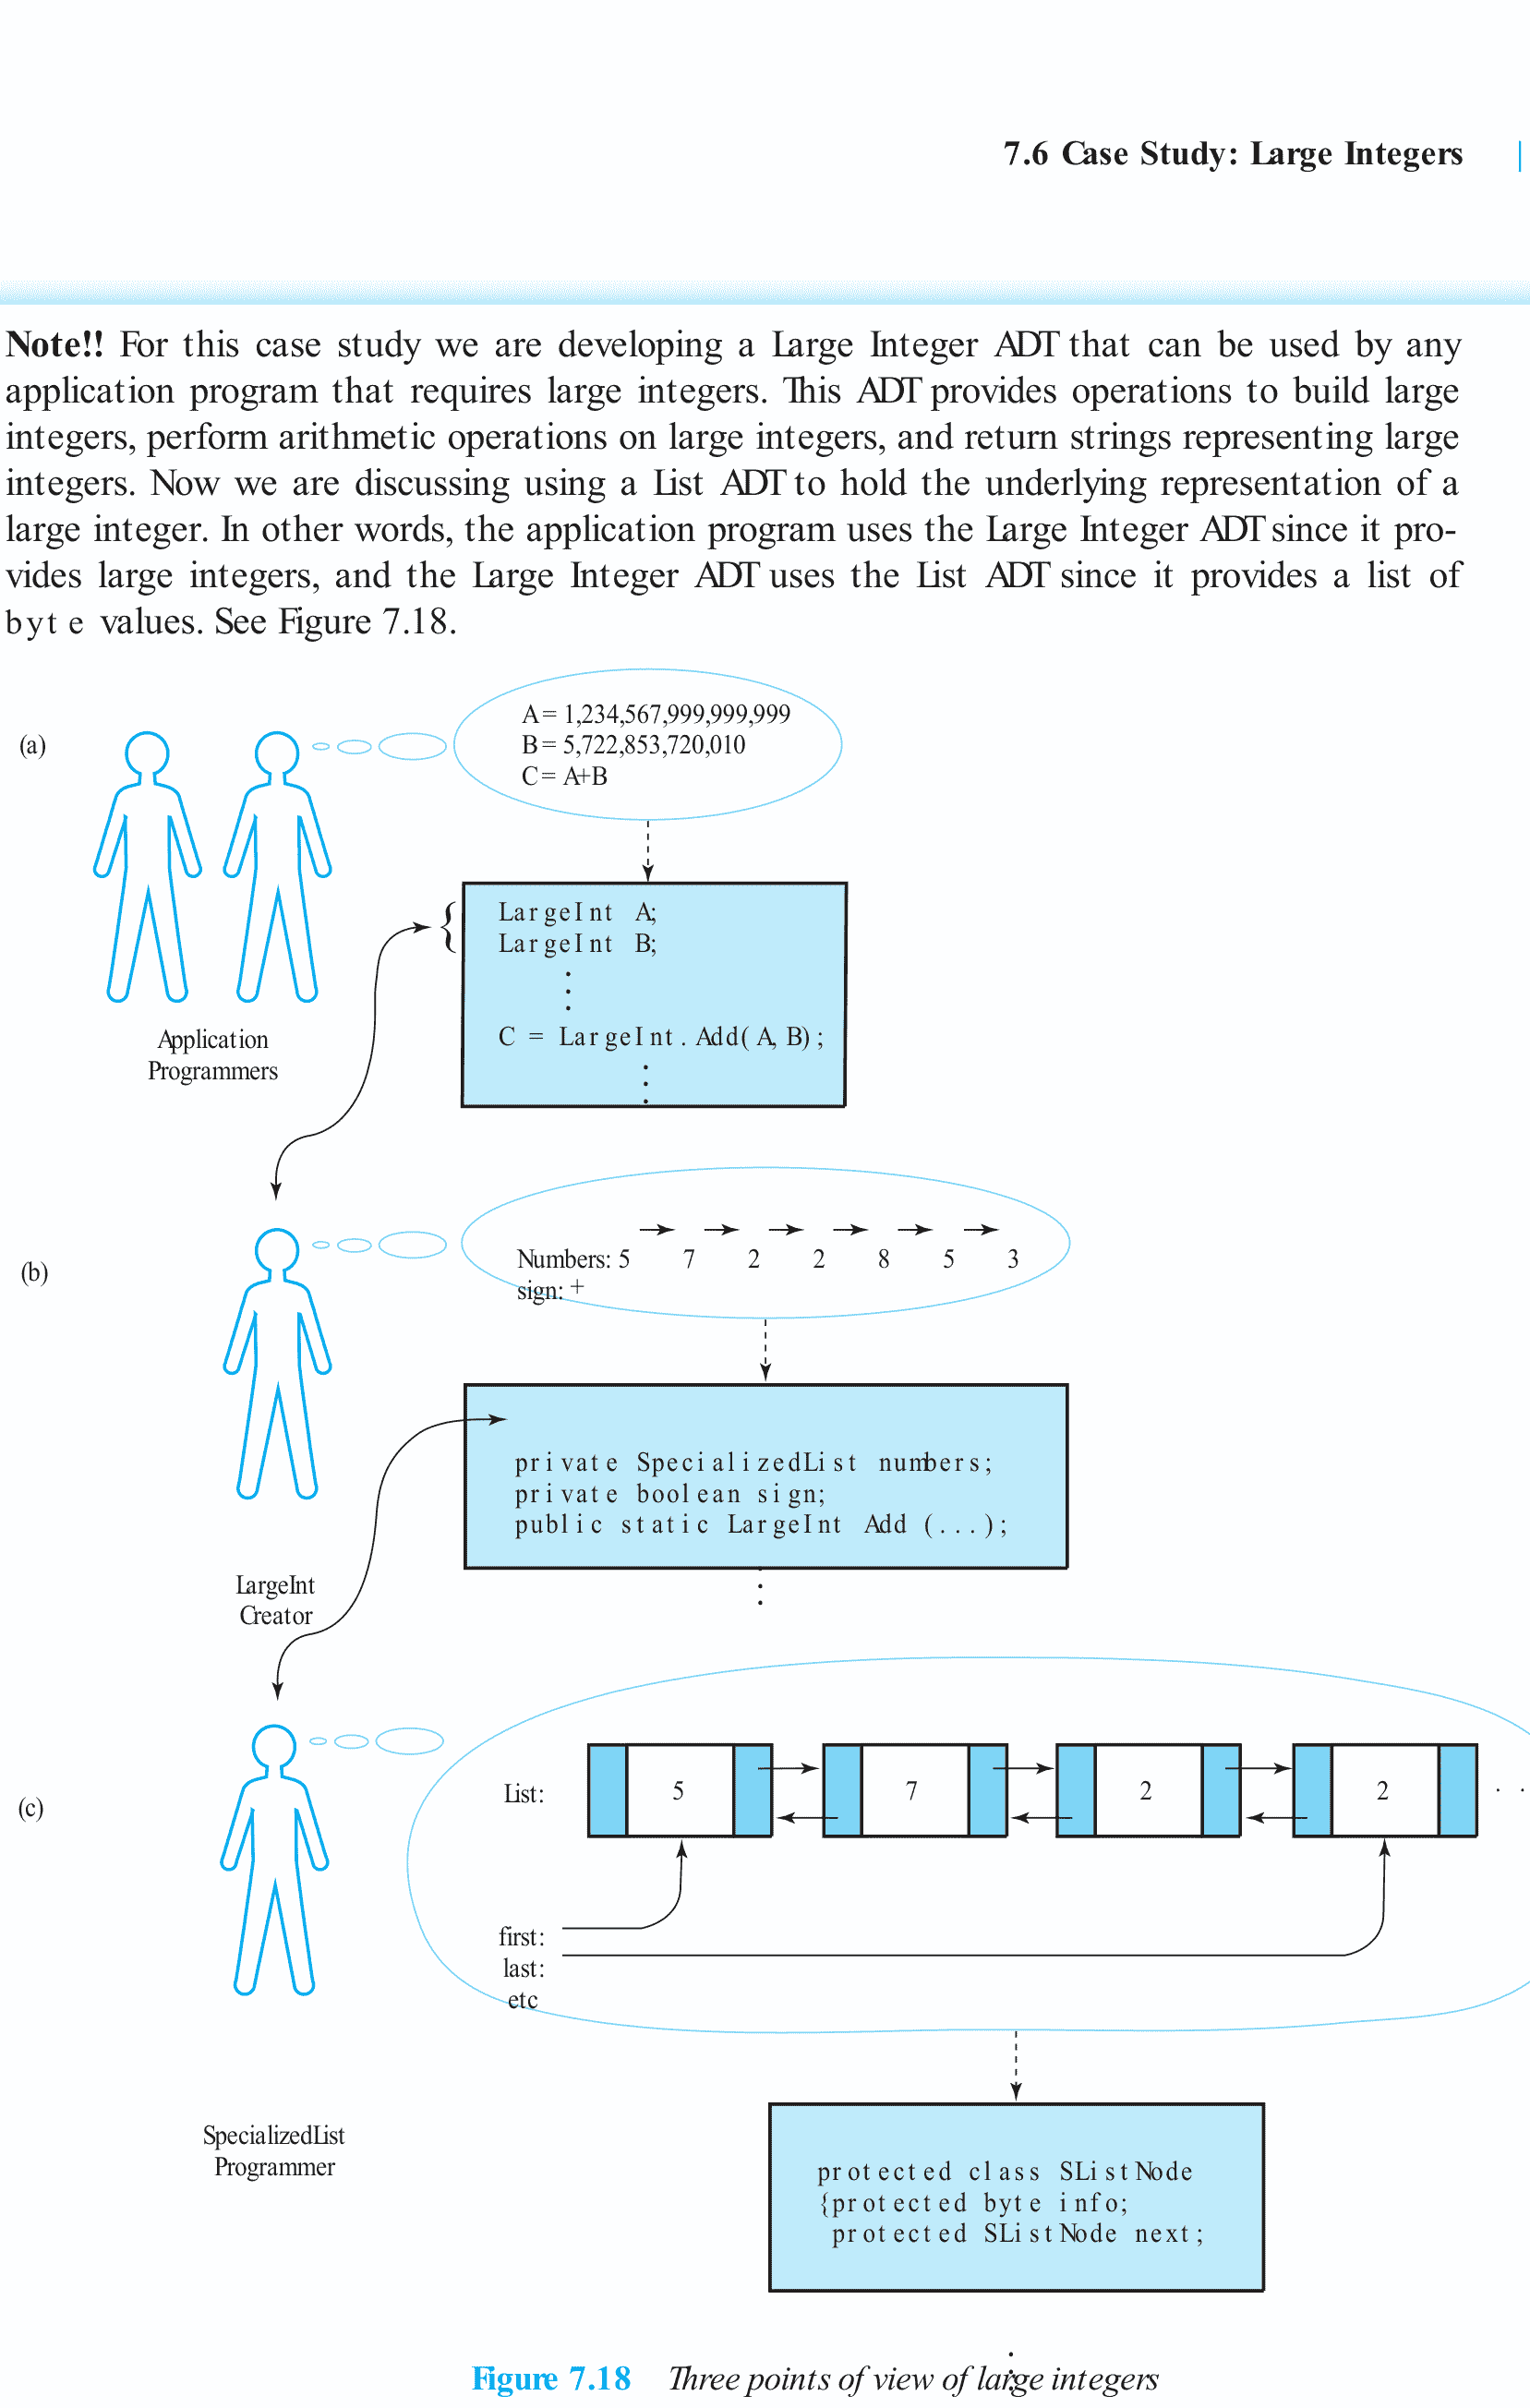 7.6 Case Study: Large Integers
Note!! For this case study we are developing a Large Integer ADT that can be used by any
application program that requires large integers. This ADT provides operations to build large
integers, perform arithmetic operations on large integers, and return strings representing large
integers. Now we are discussing using a List ADT to hold the underlying representation of a
large integer. In other words, the application program uses the Large Integer ADT since it pro-
vides large integers, and the Large Integer ADT uses the List ADT since it provides a list of
byte values. See Figure 7.18.
(a)
A = 1,234,567,999,999,999
B = 5,722,853,720,010
C = A+B
{
LargeInt A;
LargeInt B;
C = LargeInt.Add(A, B);
Application
Programmers
(b)
Numbers: 5 7 2 2 8 5 3
sign: +
private SpecializedList numbers;
private boolean sign;
public static LargeInt Add (...);
LargeInt
Creator
(c)
List: 5 7 2 2 . .
first:
last:
etc
SpecializedList
Programmer
protected class SListNode
{protected byte info;
protected SListNode next;
Figure 7.18 Three points of view of large integers